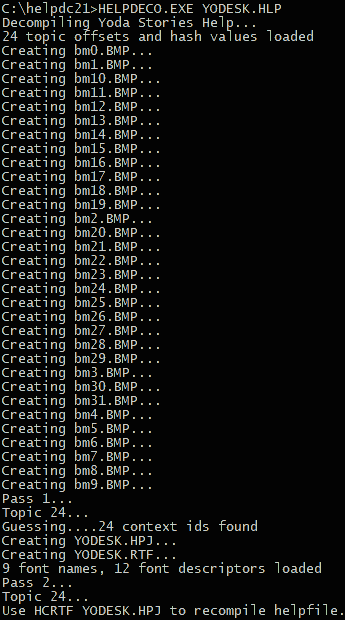 C:\helpdc21>HELPDECO.EXE YODESK.HLP
Decompiling Yoda Stories Help...
24 topic offsets and hash values loaded
Creating bm0.BMP...
Creating bm1.BMP...
Creating bm10.BMP...
Creating bm11.BMP...
Creating bm12.BMP...
Creating bm13.BMP...
Creating bm14.BMP...
Creating bm15.BMP...
Creating bm16.BMP...
Creating bm17.BMP...
Creating bm18.BMP...
Creating bm19.BMP...
Creating bm2.BMP...
Creating bm20.BMP...
Creating bm21.BMP...
Creating bm22.BMP...
Creating bm23.BMP...
Creating bm24.BMP...
Creating bm25.BMP...
Creating bm26.BMP...
Creating bm27.BMP...
Creating bm28.BMP...
Creating bm29.BMP...
Creating bm3.BMP...
Creating bm30.BMP...
Creating bm31.BMP...
Creating bm4.BMP...
Creating bm5.BMP...
Creating bm6.BMP...
Creating bm7.BMP...
Creating bm8.BMP...
Creating bm9.BMP...
Pass 1...
Topic 24...
Guessing....24 context ids found
Creating YODESK.HPJ...
Creating YODESK.RTF...
9 font names, 12 font descriptors loaded
Pass 2...
Topic 24...
Use HCRTF YODESK.HPJ to recompile helpfile.